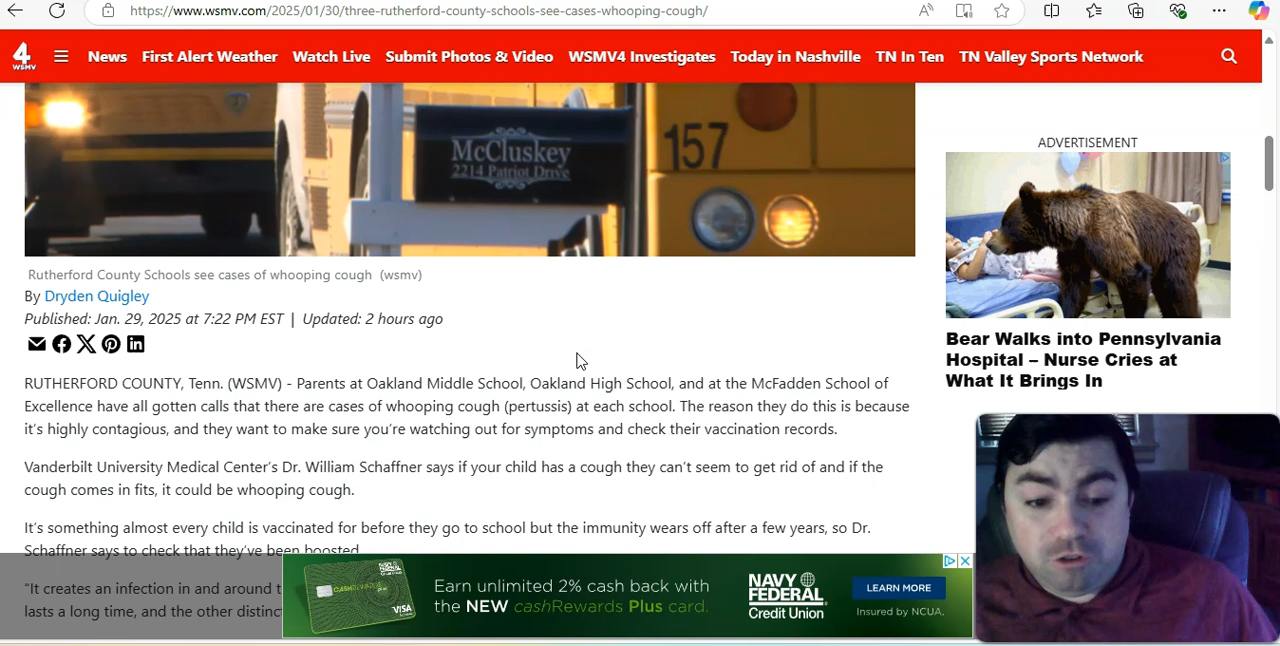 https://www.wsmv.com/2025/01/30/three-rutherford-county-schools-see-cases-whooping-cough/
4 WSMV
News First Alert Weather Watch Live Submit Photos & Video WSMV4 Investigates Today in Nashville TN In Ten TN Valley Sports Network
McCluskey
2214 Patriot Drive
157
Rutherford County Schools see cases of whooping cough (wsmv)
By Dryden Quigley
Published: Jan. 29, 2025 at 7:22 PM EST | Updated: 2 hours ago
RUTHERFORD COUNTY, Tenn. (WSMV) - Parents at Oakland Middle School, Oakland High School, and at the McFadden School of
Excellence have all gotten calls that there are cases of whooping cough (pertussis) at each school. The reason they do this is because
it's highly contagious, and they want to make sure you're watching out for symptoms and check their vaccination records.
Vanderbilt University Medical Center's Dr. William Schaffner says if your child has a cough they can't seem to get rid of and if the
cough comes in fits, it could be whooping cough.
It's something almost every child is vaccinated for before they go to school but the immunity wears off after a few years, so Dr.
Schaffner says to check that they've been boosted
"It creates an infection in and around
lasts a long time, and the other
ADVERTISEMENT
Bear Walks into Pennsylvania
Hospital – Nurse Cries at
What It Brings In
Earn unlimited 2% cash back with
the NEW cashRewards Plus card.
VISA
NAVY
FEDERAL
Credit Union
LEARN MORE
Insured by NCUA.